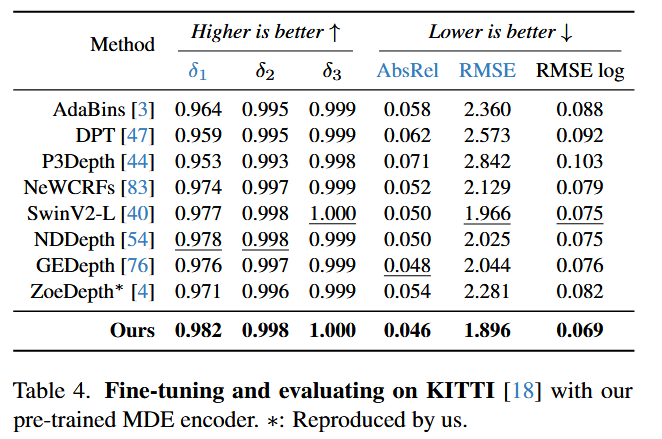 Method Higher is better ↑ Lower is better ↓
δ1 δ2 δ3 AbsRel RMSE RMSE log
AdaBins [3] 0.964 0.995 0.999 0.058 2.360 0.088
DPT [47] 0.959 0.995 0.999 0.062 2.573 0.092
P3Depth [44] 0.953 0.993 0.998 0.071 2.842 0.103
NeWCRFs [83] 0.974 0.997 0.999 0.052 2.129 0.079
SwinV2-L [40] 0.977 0.998 1.000 0.050 1.966 0.075
NDDepth [54] 0.978 0.998 0.999 0.050 2.025 0.075
GEDepth [76] 0.976 0.997 0.999 0.048 2.044 0.076
ZoeDepth* [4] 0.971 0.996 0.999 0.054 2.281 0.082
Ours 0.982 0.998 1.000 0.046 1.896 0.069
Table 4. Fine-tuning and evaluating on KITTI [18] with our
pre-trained MDE encoder. ∗: Reproduced by us.